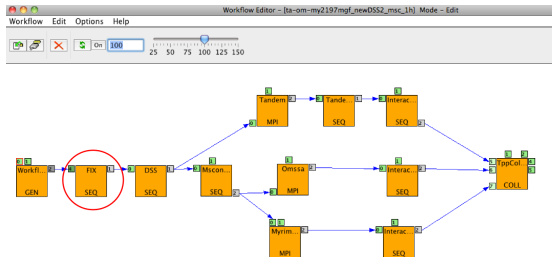 Workflow Editor - [ta-om-my2197mgf_newDSS2_msc_1h] Mode - Edit
Workflow Edit Options Help
On 100
25 50 75 100 125 150
Tandem Tande... Interac...
MPI SEQ SEQ
Workfl... FIX DSS Mscon... Omssa Interac... TppCol...
GEN SEQ SEQ SEQ MPI SEQ COLL
Myrim... Interac...
MPI SEQ